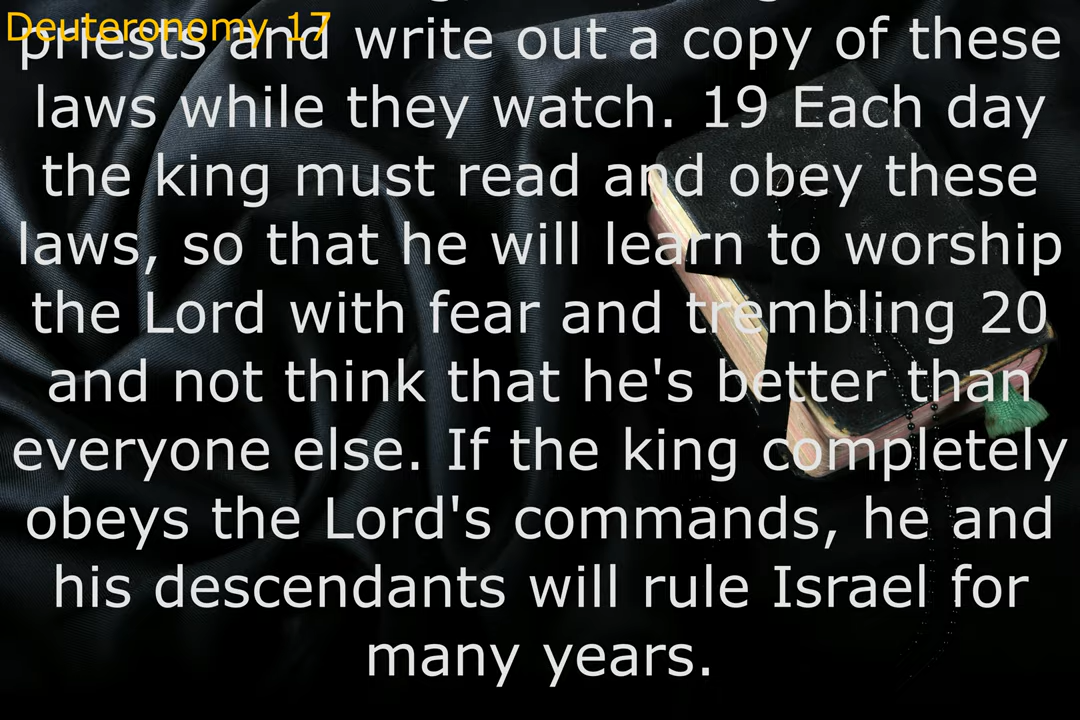 Deuteronomy 17
priests and write out a copy of these
laws while they watch. 19 Each day
the king must read and obey these
laws, so that he will learn to worship
the Lord with fear and trembling 20
and not think that he's better than
everyone else. If the king completely
obeys the Lord's commands, he and
his descendants will rule Israel for
many years.